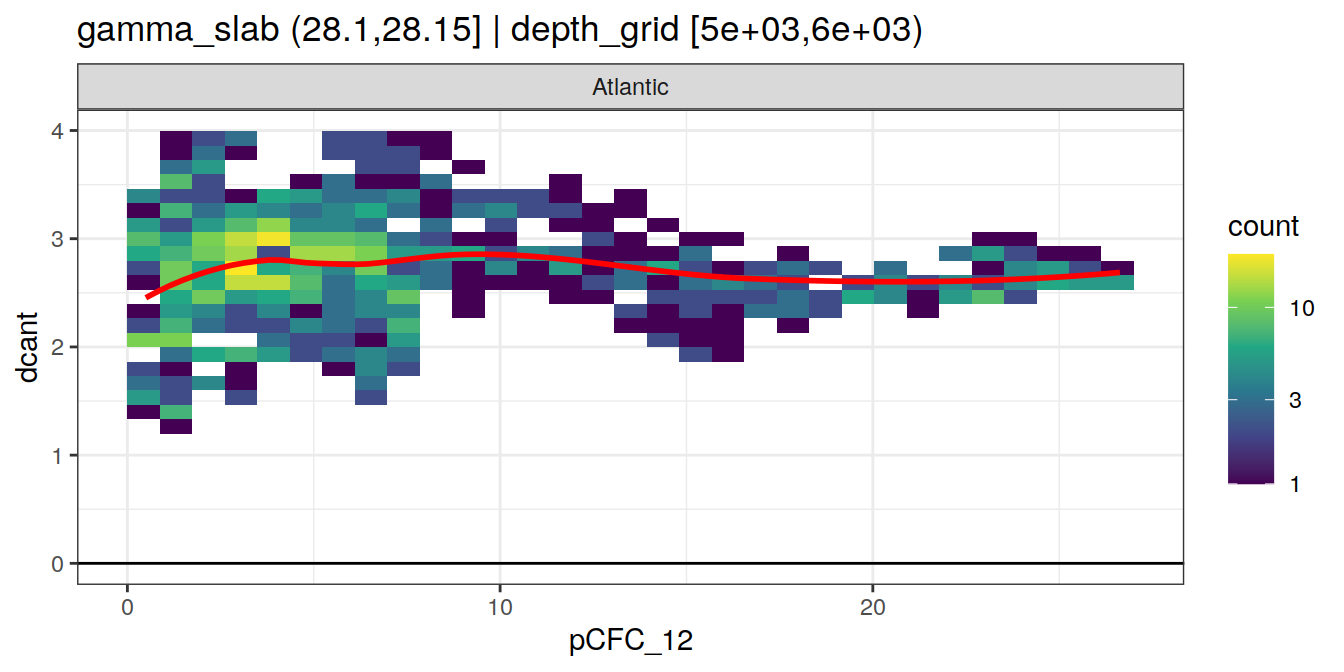 gamma_slab (28.1,28.15] | depth_grid [5e+03,6e+03)
Atlantic
4
3
2
1
0
dcant
0 10 20
pCFC_12
count
10
3
1